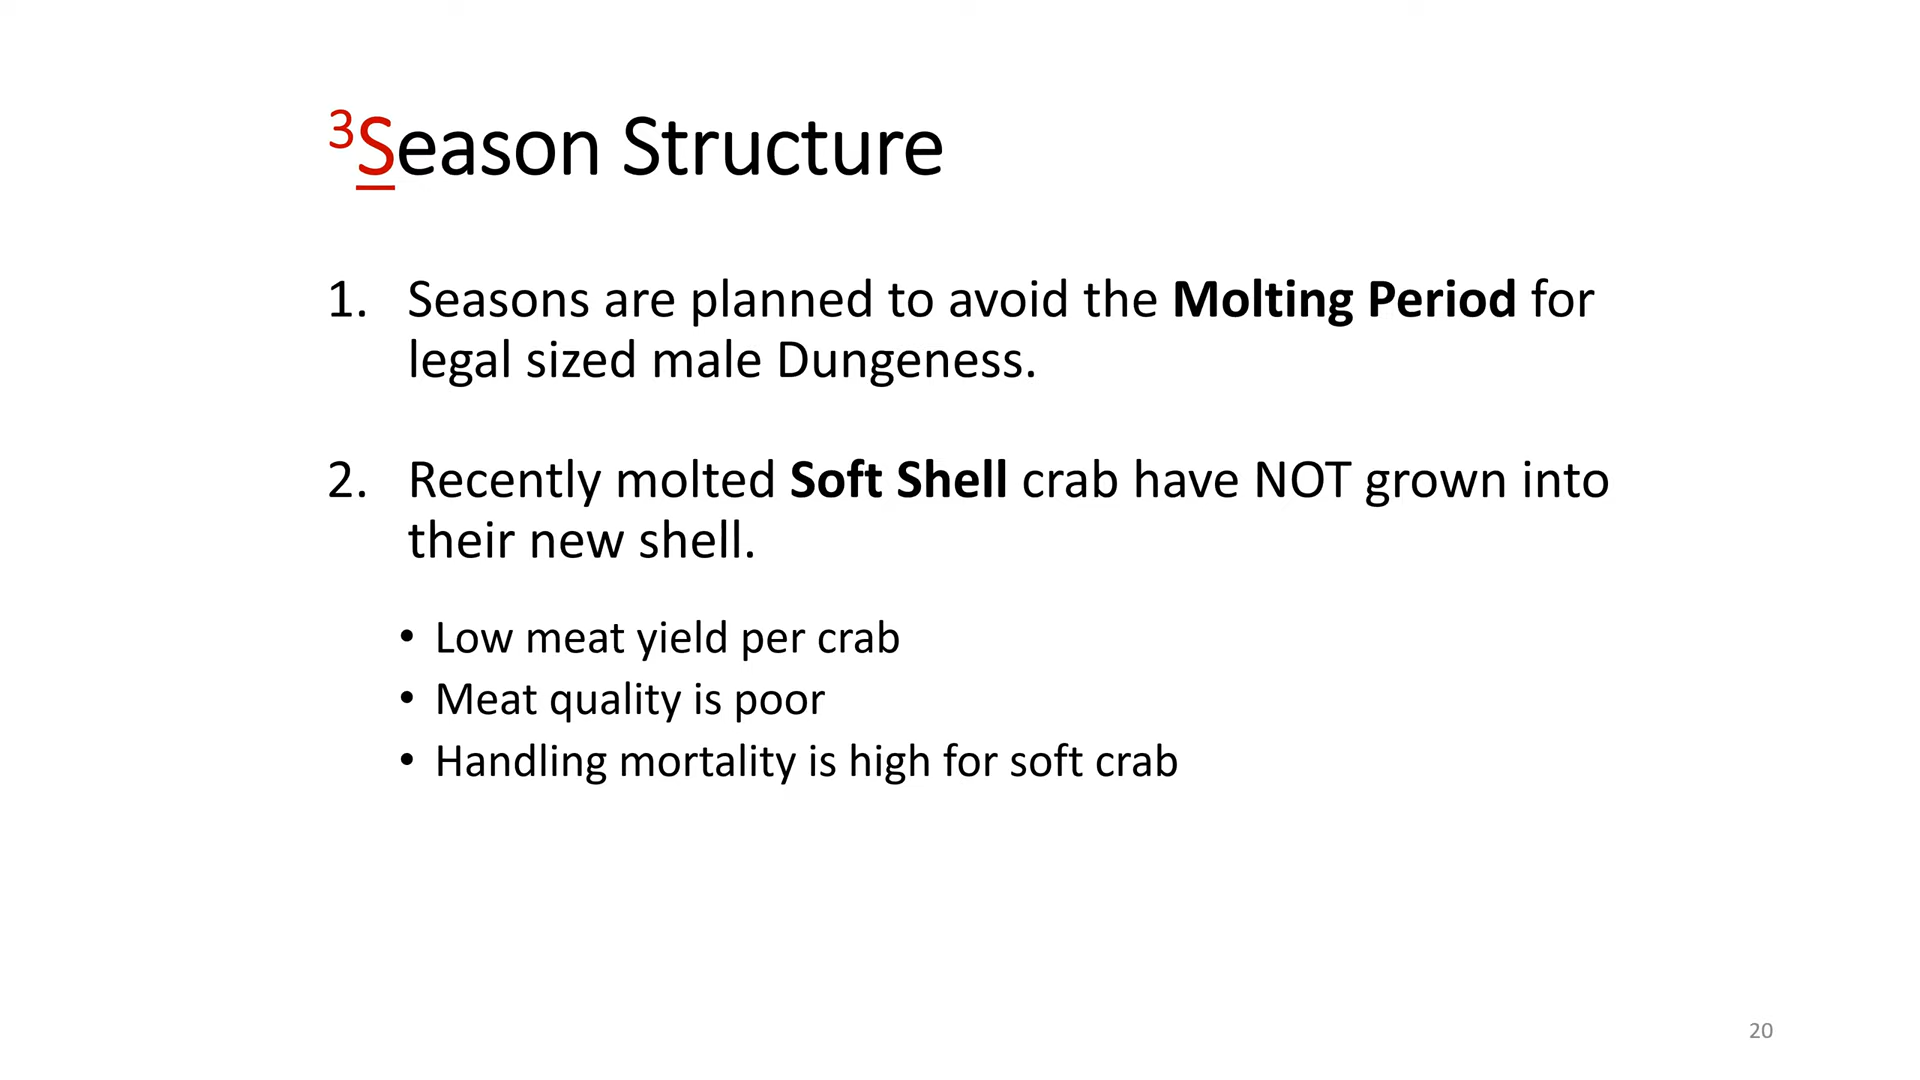 ³Season Structure
1. Seasons are planned to avoid the Molting Period for
legal sized male Dungeness.
2. Recently molted Soft Shell crab have NOT grown into
their new shell.
• Low meat yield per crab
• Meat quality is poor
• Handling mortality is high for soft crab
20